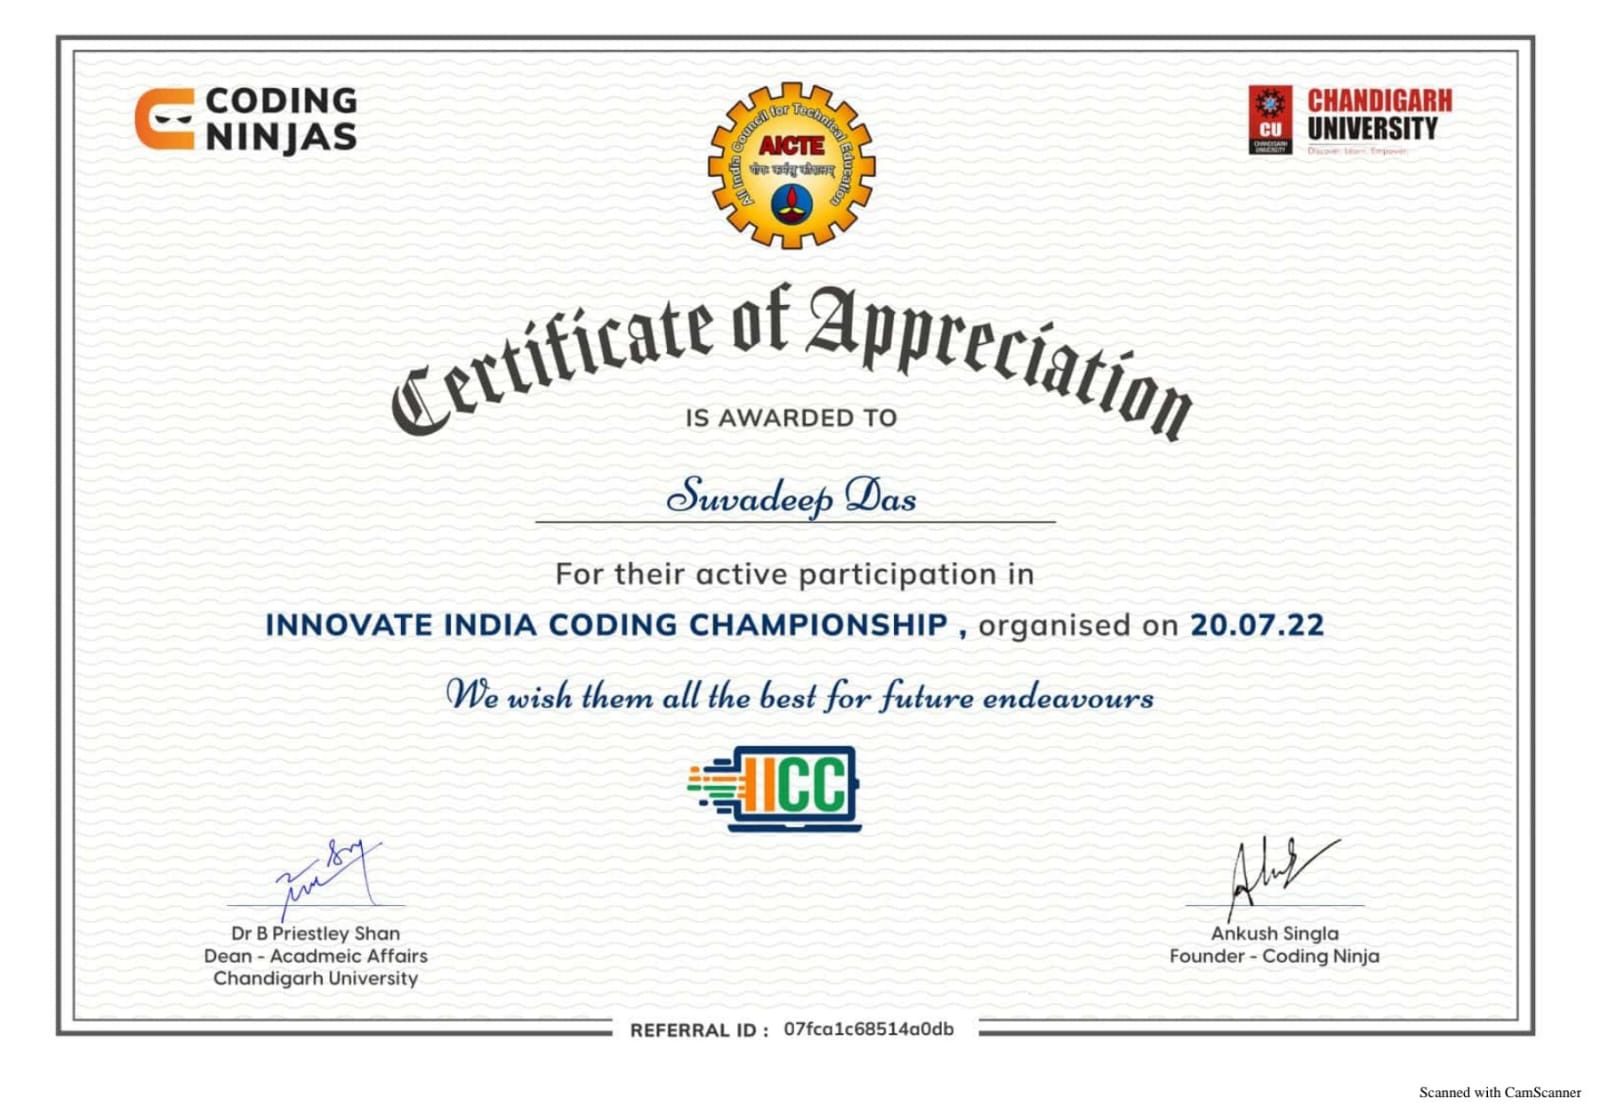 CODING
NINJAS
All India Council for Technical Education
AICTE
योगः कर्मसु कौशलम्
CU
CHANDIGARH
UNIVERSITY
CHANDIGARH
UNIVERSITY
Discover. Learn. Empower.
Certificate of Appreciation
IS AWARDED TO
Suvadeep Das
For their active participation in
INNOVATE INDIA CODING CHAMPIONSHIP , organised on 20.07.22
We wish them all the best for future endeavours
IICC
Dr B Priestley Shan
Dean - Acadmeic Affairs
Chandigarh University
Ankush Singla
Founder - Coding Ninja
REFERRAL ID : 07fca1c68514a0db
Scanned with CamScanner